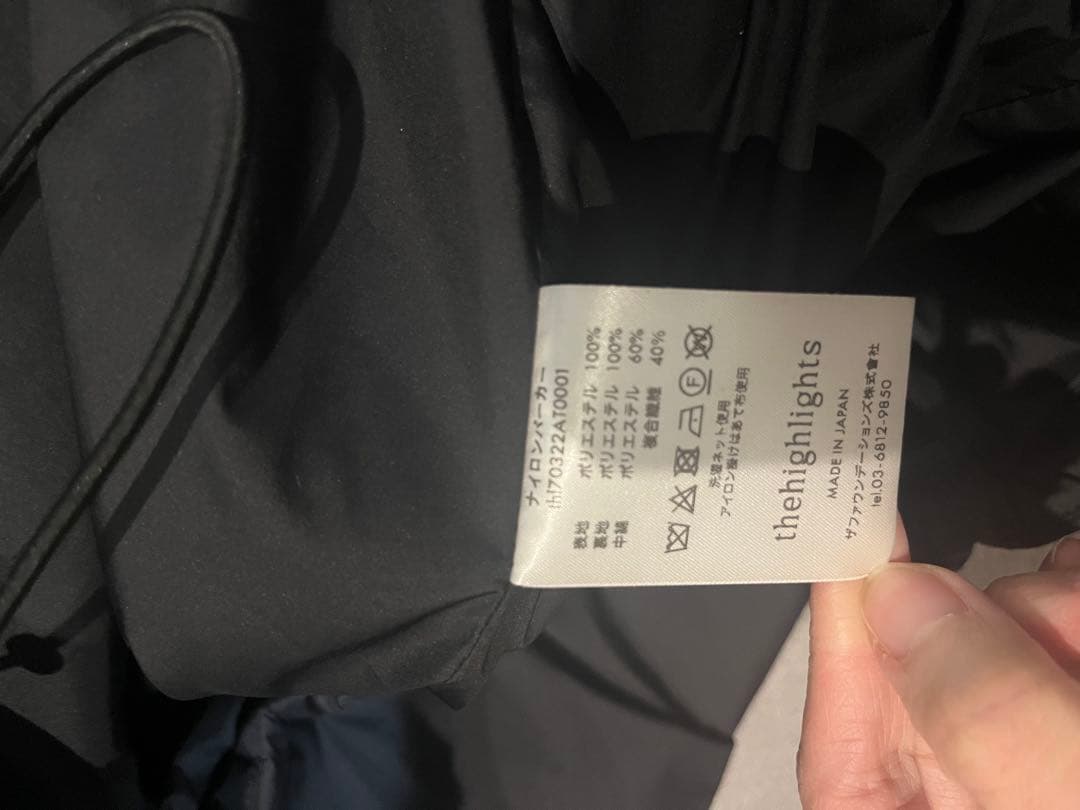 ナイロンパーカー
thl70322AT0001
表地 ポリエステル 100%
裏地 ポリエステル 100%
中綿 ポリエステル 60%
複合繊維 40%
F W
洗濯ネット使用
アイロン掛けはあて布使用
thehighlights
MADE IN JAPAN
ザファウンデーションズ株式會社
tel.03-6812-9850